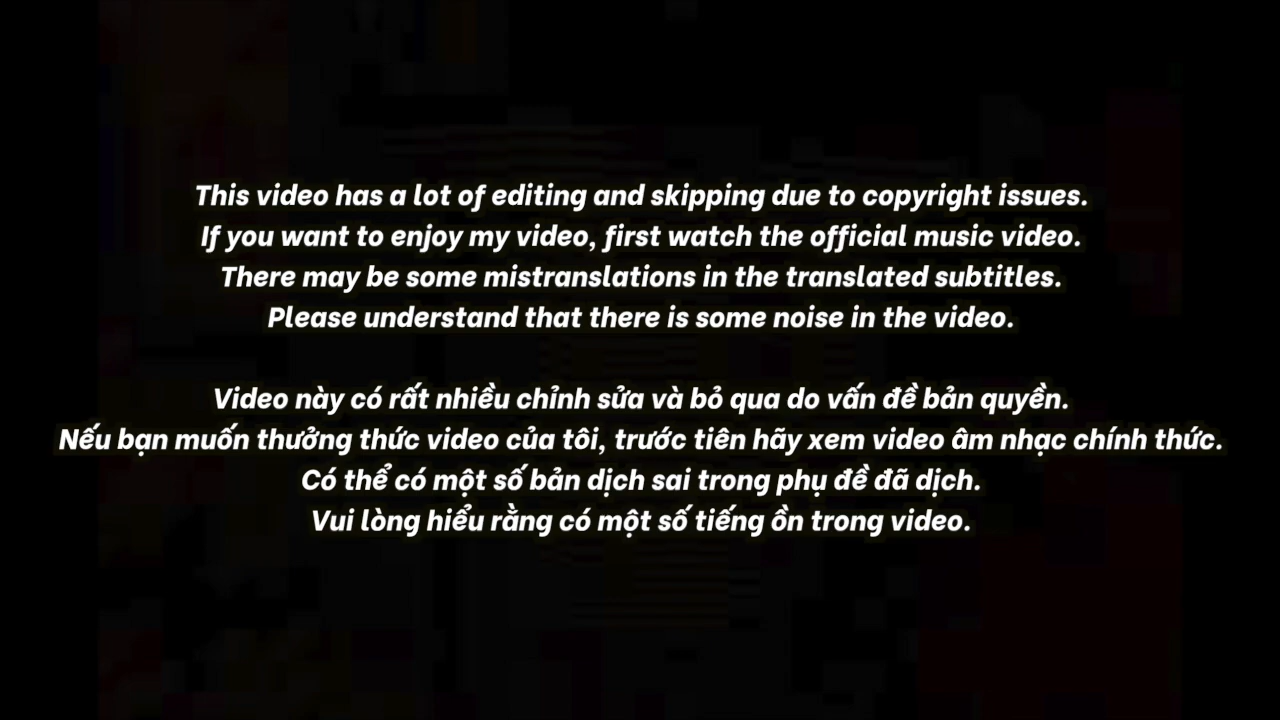 This video has a lot of editing and skipping due to copyright issues.
If you want to enjoy my video, first watch the official music video.
There may be some mistranslations in the translated subtitles.
Please understand that there is some noise in the video.
Video này có rất nhiều chỉnh sửa và bỏ qua do vấn đề bản quyền.
Nếu bạn muốn thưởng thức video của tôi, trước tiên hãy xem video âm nhạc chính thức.
Có thể có một số bản dịch sai trong phụ đề đã dịch.
Vui lòng hiểu rằng có một số tiếng ồn trong video.